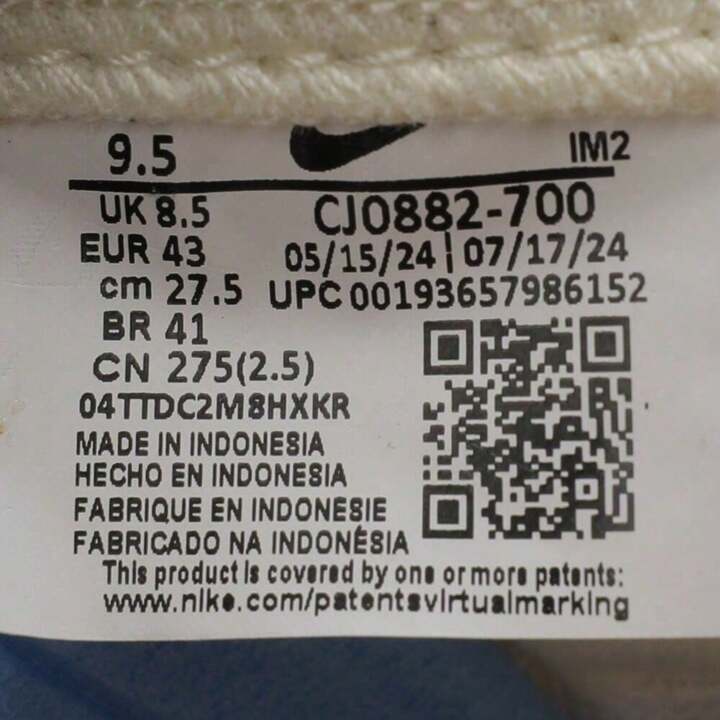 9.5 IM2
UK 8.5 CJ0882-700
EUR 43 05/15/24 | 07/17/24
cm 27.5 UPC 00193657986152
BR 41
CN 275(2.5)
04TTDC2M8HXKR
MADE IN INDONESIA
HECHO EN INDONESIA
FABRIQUE EN INDONESIE
FABRICADO NA INDONÉSIA
This product is covered by one or more patents:
www.nike.com/patentsvirtualmarking